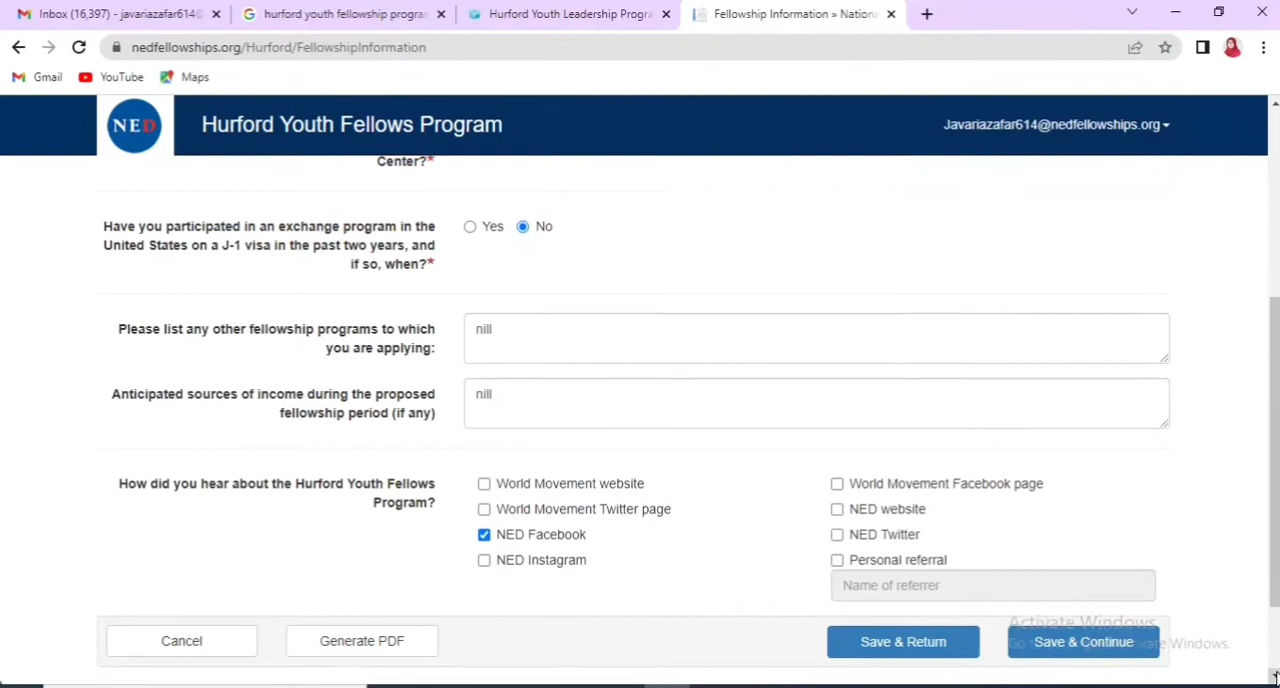 Inbox (16,397) - javariazafar614@
hurford youth fellowship program
Hurford Youth Leadership Progra
Fellowship Information » Nationa
nedfellowships.org/Hurford/FellowshipInformation
Gmail
YouTube
Maps
NED
Hurford Youth Fellows Program
Javariazafar614@nedfellowships.org
Center?*
Have you participated in an exchange program in the
United States on a J-1 visa in the past two years, and
if so, when?*
Yes
No
Please list any other fellowship programs to which
you are applying:
nill
Anticipated sources of income during the proposed
fellowship period (if any)
nill
How did you hear about the Hurford Youth Fellows
Program?
World Movement website
World Movement Facebook page
World Movement Twitter page
NED website
NED Facebook
NED Twitter
NED Instagram
Personal referral
Name of referrer
Activate Windows
Cancel
Generate PDF
Save & Return
Save & Continue
Windows.